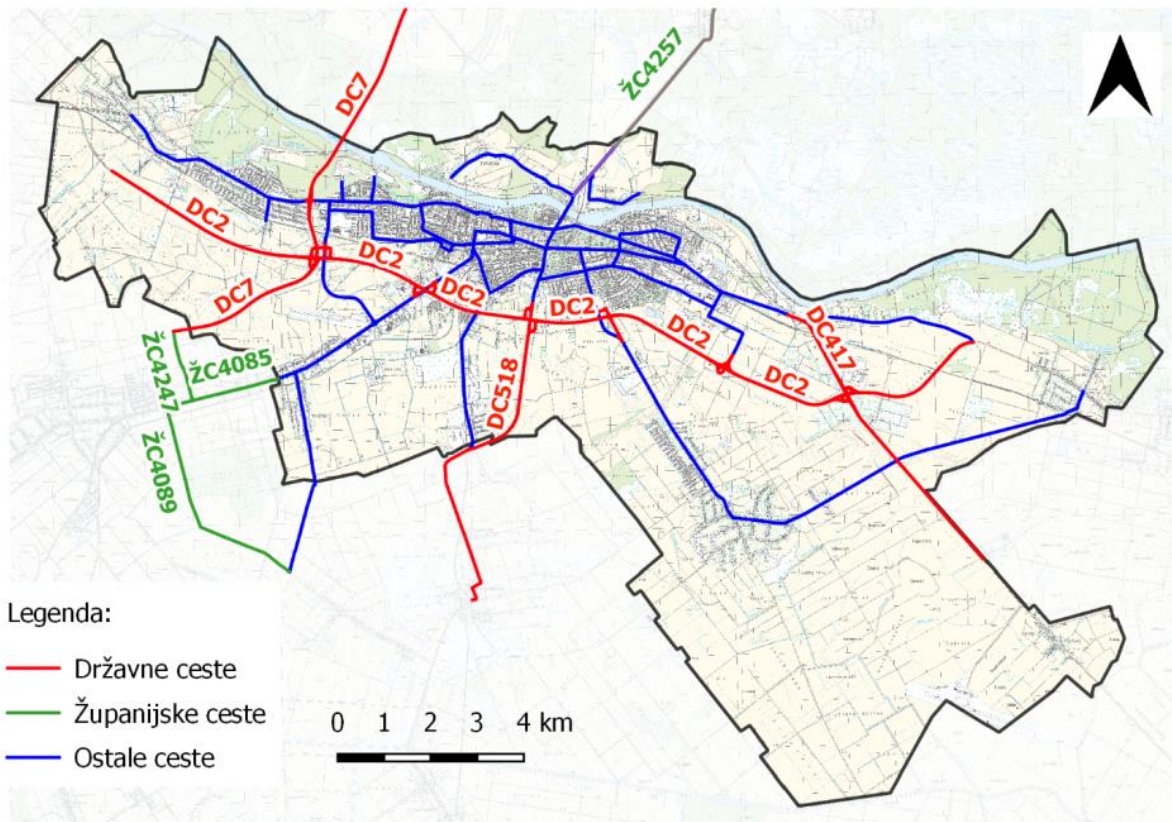 DC7
ŽC4257
DC2
DC2
DC7
DC2
DC2
DC417
DC2
ŽC4247
ŽC4085
DC2
DC518
ŽC4089
Legenda:
Državne ceste
Županijske ceste
Ostale ceste
0 1 2 3 4 km